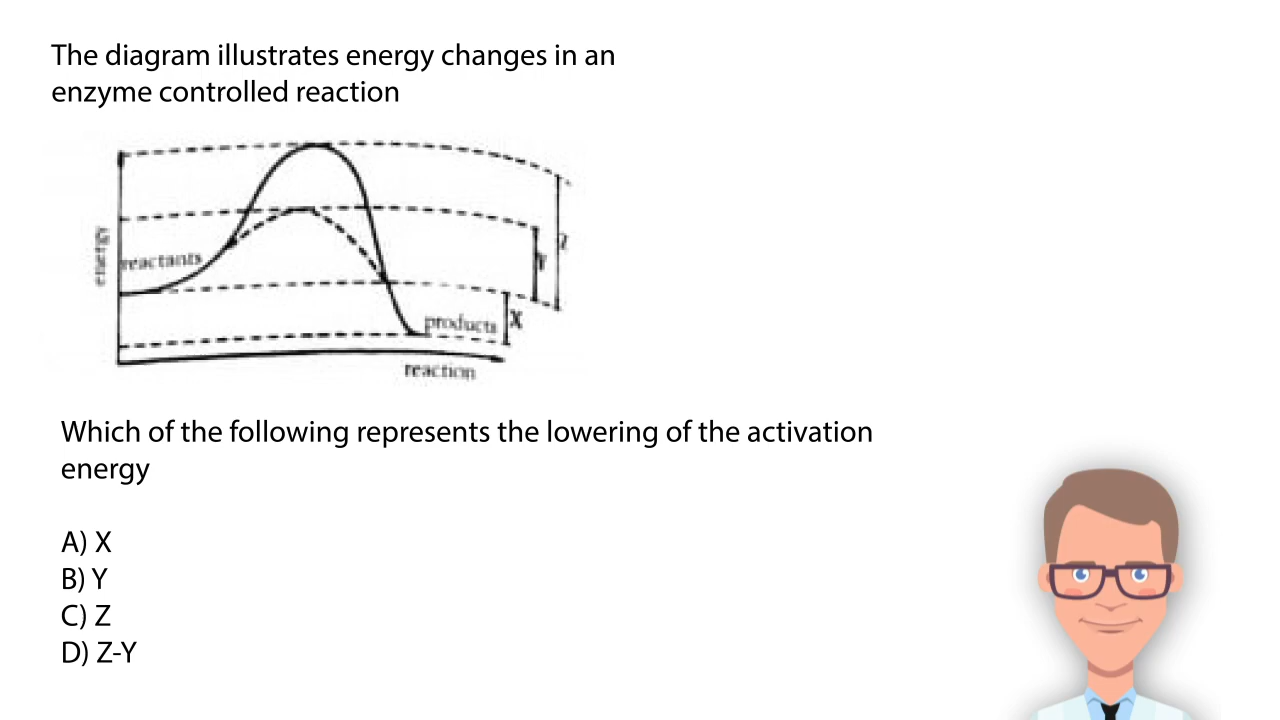 The diagram illustrates energy changes in an
enzyme controlled reaction
energy
reactants
Z
Y
X
products
reaction
Which of the following represents the lowering of the activation
energy
A) X
B) Y
C) Z
D) Z-Y